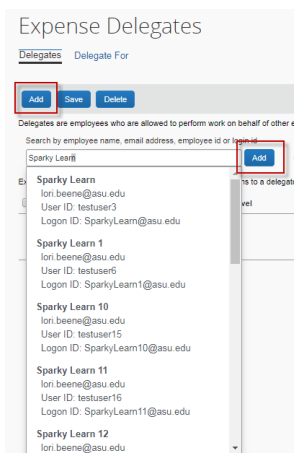 Expense Delegates
Delegates Delegate For
Add Save Delete
Delegates are employees who are allowed to perform work on behalf of other e
Search by employee name, email address, employee id or login id
Sparky Learn Add
Ex ns to a delegat
vel
Sparky Learn
lori.beene@asu.edu
User ID: testuser3
Logon ID: SparkyLearn@asu.edu
Sparky Learn 1
lori.beene@asu.edu
User ID: testuser6
Logon ID: SparkyLearn1@asu.edu
Sparky Learn 10
lori.beene@asu.edu
User ID: testuser15
Logon ID: SparkyLearn10@asu.edu
Sparky Learn 11
lori.beene@asu.edu
User ID: testuser16
Logon ID: SparkyLearn11@asu.edu
Sparky Learn 12
lori.beene@asu.edu